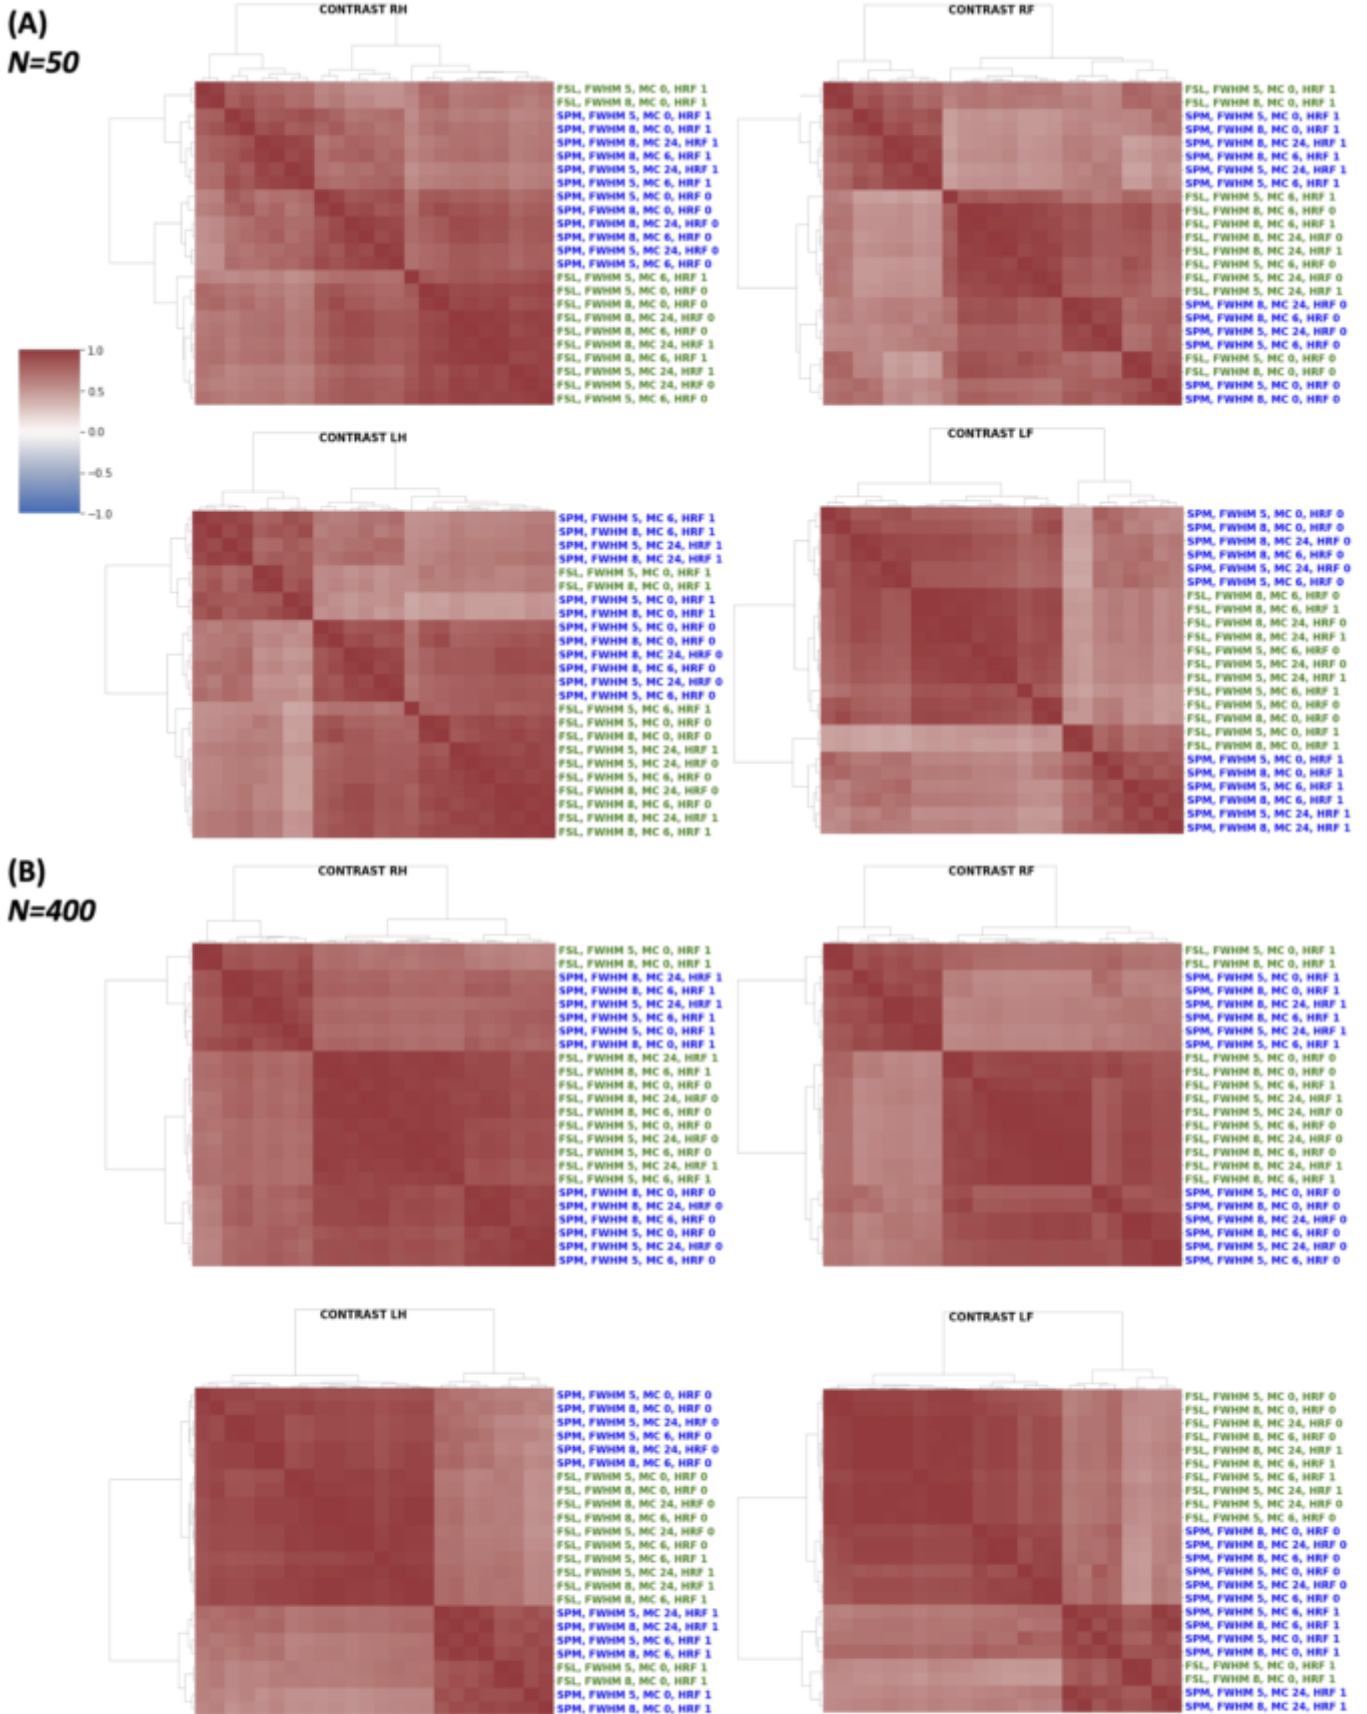 (A)
N=50
CONTRAST RH
FSL, FWHM 5, MC 0, HRF 1
FSL, FWHM 8, MC 0, HRF 1
SPM, FWHM 5, MC 0, HRF 1
SPM, FWHM 8, MC 0, HRF 1
SPM, FWHM 8, MC 24, HRF 1
SPM, FWHM 8, MC 6, HRF 1
SPM, FWHM 5, MC 24, HRF 1
SPM, FWHM 5, MC 6, HRF 1
SPM, FWHM 5, MC 0, HRF 0
SPM, FWHM 8, MC 0, HRF 0
SPM, FWHM 8, MC 24, HRF 0
SPM, FWHM 8, MC 6, HRF 0
SPM, FWHM 5, MC 24, HRF 0
SPM, FWHM 5, MC 6, HRF 0
FSL, FWHM 5, MC 6, HRF 1
FSL, FWHM 5, MC 0, HRF 0
FSL, FWHM 8, MC 0, HRF 0
FSL, FWHM 8, MC 24, HRF 0
FSL, FWHM 8, MC 6, HRF 0
FSL, FWHM 8, MC 24, HRF 1
FSL, FWHM 8, MC 6, HRF 1
FSL, FWHM 5, MC 24, HRF 1
FSL, FWHM 5, MC 24, HRF 0
FSL, FWHM 5, MC 6, HRF 0
CONTRAST RF
FSL, FWHM 5, MC 0, HRF 1
FSL, FWHM 8, MC 0, HRF 1
SPM, FWHM 5, MC 0, HRF 1
SPM, FWHM 8, MC 0, HRF 1
SPM, FWHM 8, MC 24, HRF 1
SPM, FWHM 8, MC 6, HRF 1
SPM, FWHM 5, MC 24, HRF 1
SPM, FWHM 5, MC 6, HRF 1
FSL, FWHM 5, MC 6, HRF 1
FSL, FWHM 8, MC 6, HRF 0
FSL, FWHM 8, MC 6, HRF 1
FSL, FWHM 8, MC 24, HRF 0
FSL, FWHM 8, MC 24, HRF 1
FSL, FWHM 5, MC 6, HRF 0
FSL, FWHM 5, MC 24, HRF 0
FSL, FWHM 5, MC 24, HRF 1
SPM, FWHM 8, MC 24, HRF 0
SPM, FWHM 8, MC 6, HRF 0
SPM, FWHM 5, MC 24, HRF 0
SPM, FWHM 5, MC 6, HRF 0
FSL, FWHM 5, MC 0, HRF 0
FSL, FWHM 8, MC 0, HRF 0
SPM, FWHM 5, MC 0, HRF 0
SPM, FWHM 8, MC 0, HRF 0
1.0
0.5
0.0
−0.5
−1.0
CONTRAST LH
SPM, FWHM 5, MC 6, HRF 1
SPM, FWHM 8, MC 6, HRF 1
SPM, FWHM 5, MC 24, HRF 1
SPM, FWHM 8, MC 24, HRF 1
FSL, FWHM 5, MC 0, HRF 1
FSL, FWHM 8, MC 0, HRF 1
SPM, FWHM 5, MC 0, HRF 1
SPM, FWHM 8, MC 0, HRF 1
SPM, FWHM 5, MC 0, HRF 0
SPM, FWHM 8, MC 0, HRF 0
SPM, FWHM 8, MC 24, HRF 0
SPM, FWHM 8, MC 6, HRF 0
SPM, FWHM 5, MC 24, HRF 0
SPM, FWHM 5, MC 6, HRF 0
FSL, FWHM 5, MC 6, HRF 1
FSL, FWHM 5, MC 0, HRF 0
FSL, FWHM 8, MC 0, HRF 0
FSL, FWHM 5, MC 24, HRF 1
FSL, FWHM 5, MC 24, HRF 0
FSL, FWHM 5, MC 6, HRF 0
FSL, FWHM 8, MC 24, HRF 0
FSL, FWHM 8, MC 6, HRF 0
FSL, FWHM 8, MC 24, HRF 1
FSL, FWHM 8, MC 6, HRF 1
CONTRAST LF
SPM, FWHM 5, MC 0, HRF 0
SPM, FWHM 8, MC 0, HRF 0
SPM, FWHM 8, MC 24, HRF 0
SPM, FWHM 8, MC 6, HRF 0
SPM, FWHM 5, MC 24, HRF 0
SPM, FWHM 5, MC 6, HRF 0
FSL, FWHM 8, MC 6, HRF 0
FSL, FWHM 8, MC 6, HRF 1
FSL, FWHM 8, MC 24, HRF 0
FSL, FWHM 8, MC 24, HRF 1
FSL, FWHM 5, MC 6, HRF 0
FSL, FWHM 5, MC 24, HRF 0
FSL, FWHM 5, MC 24, HRF 1
FSL, FWHM 5, MC 6, HRF 1
FSL, FWHM 5, MC 0, HRF 0
FSL, FWHM 8, MC 0, HRF 0
FSL, FWHM 5, MC 0, HRF 1
FSL, FWHM 8, MC 0, HRF 1
SPM, FWHM 5, MC 0, HRF 1
SPM, FWHM 8, MC 0, HRF 1
SPM, FWHM 5, MC 6, HRF 1
SPM, FWHM 8, MC 6, HRF 1
SPM, FWHM 5, MC 24, HRF 1
SPM, FWHM 8, MC 24, HRF 1
(B)
N=400
CONTRAST RH
FSL, FWHM 5, MC 0, HRF 1
FSL, FWHM 8, MC 0, HRF 1
SPM, FWHM 8, MC 24, HRF 1
SPM, FWHM 8, MC 6, HRF 1
SPM, FWHM 5, MC 24, HRF 1
SPM, FWHM 5, MC 6, HRF 1
SPM, FWHM 5, MC 0, HRF 1
SPM, FWHM 8, MC 0, HRF 1
FSL, FWHM 8, MC 24, HRF 1
FSL, FWHM 8, MC 6, HRF 1
FSL, FWHM 8, MC 0, HRF 0
FSL, FWHM 8, MC 24, HRF 0
FSL, FWHM 8, MC 6, HRF 0
FSL, FWHM 5, MC 0, HRF 0
FSL, FWHM 5, MC 24, HRF 0
FSL, FWHM 5, MC 6, HRF 0
FSL, FWHM 5, MC 24, HRF 1
FSL, FWHM 5, MC 6, HRF 1
SPM, FWHM 8, MC 0, HRF 0
SPM, FWHM 8, MC 24, HRF 0
SPM, FWHM 8, MC 6, HRF 0
SPM, FWHM 5, MC 0, HRF 0
SPM, FWHM 5, MC 24, HRF 0
SPM, FWHM 5, MC 6, HRF 0
CONTRAST RF
FSL, FWHM 5, MC 0, HRF 1
FSL, FWHM 8, MC 0, HRF 1
SPM, FWHM 5, MC 0, HRF 1
SPM, FWHM 8, MC 0, HRF 1
SPM, FWHM 8, MC 24, HRF 1
SPM, FWHM 8, MC 6, HRF 1
SPM, FWHM 5, MC 24, HRF 1
SPM, FWHM 5, MC 6, HRF 1
FSL, FWHM 5, MC 0, HRF 0
FSL, FWHM 8, MC 0, HRF 0
FSL, FWHM 5, MC 6, HRF 1
FSL, FWHM 5, MC 24, HRF 1
FSL, FWHM 5, MC 24, HRF 0
FSL, FWHM 5, MC 6, HRF 0
FSL, FWHM 8, MC 24, HRF 0
FSL, FWHM 8, MC 6, HRF 0
FSL, FWHM 8, MC 24, HRF 1
FSL, FWHM 8, MC 6, HRF 1
SPM, FWHM 5, MC 0, HRF 0
SPM, FWHM 8, MC 0, HRF 0
SPM, FWHM 8, MC 24, HRF 0
SPM, FWHM 8, MC 6, HRF 0
SPM, FWHM 5, MC 24, HRF 0
SPM, FWHM 5, MC 6, HRF 0
CONTRAST LH
SPM, FWHM 5, MC 0, HRF 0
SPM, FWHM 8, MC 0, HRF 0
SPM, FWHM 5, MC 24, HRF 0
SPM, FWHM 5, MC 6, HRF 0
SPM, FWHM 8, MC 24, HRF 0
SPM, FWHM 8, MC 6, HRF 0
FSL, FWHM 5, MC 0, HRF 0
FSL, FWHM 8, MC 0, HRF 0
FSL, FWHM 8, MC 24, HRF 0
FSL, FWHM 8, MC 6, HRF 0
FSL, FWHM 5, MC 24, HRF 0
FSL, FWHM 5, MC 6, HRF 0
FSL, FWHM 5, MC 6, HRF 1
FSL, FWHM 5, MC 24, HRF 1
FSL, FWHM 8, MC 24, HRF 1
FSL, FWHM 8, MC 6, HRF 1
SPM, FWHM 5, MC 24, HRF 1
SPM, FWHM 8, MC 24, HRF 1
SPM, FWHM 5, MC 6, HRF 1
SPM, FWHM 8, MC 6, HRF 1
FSL, FWHM 5, MC 0, HRF 1
FSL, FWHM 8, MC 0, HRF 1
SPM, FWHM 5, MC 0, HRF 1
SPM, FWHM 8, MC 0, HRF 1
CONTRAST LF
FSL, FWHM 5, MC 0, HRF 0
FSL, FWHM 8, MC 0, HRF 0
FSL, FWHM 8, MC 24, HRF 0
FSL, FWHM 8, MC 6, HRF 0
FSL, FWHM 8, MC 24, HRF 1
FSL, FWHM 8, MC 6, HRF 1
FSL, FWHM 5, MC 6, HRF 1
FSL, FWHM 5, MC 24, HRF 1
FSL, FWHM 5, MC 24, HRF 0
FSL, FWHM 5, MC 6, HRF 0
SPM, FWHM 8, MC 0, HRF 0
SPM, FWHM 8, MC 24, HRF 0
SPM, FWHM 8, MC 6, HRF 0
SPM, FWHM 5, MC 0, HRF 0
SPM, FWHM 5, MC 24, HRF 0
SPM, FWHM 5, MC 6, HRF 0
SPM, FWHM 5, MC 6, HRF 1
SPM, FWHM 8, MC 6, HRF 1
SPM, FWHM 5, MC 0, HRF 1
SPM, FWHM 8, MC 0, HRF 1
FSL, FWHM 5, MC 0, HRF 1
FSL, FWHM 8, MC 0, HRF 1
SPM, FWHM 5, MC 24, HRF 1
SPM, FWHM 8, MC 24, HRF 1